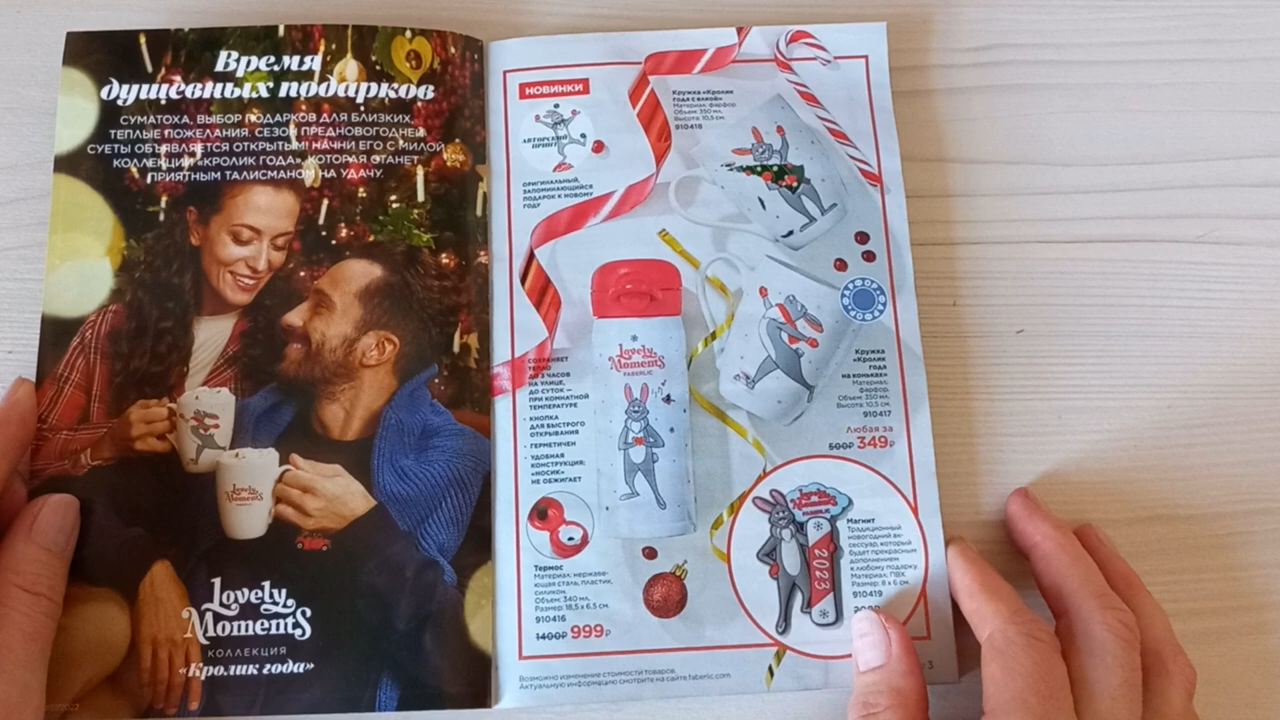 Время
душевных подарков
СУМАТОХА, ВЫБОР ПОДАРКОВ ДЛЯ БЛИЗКИХ,
ТЕПЛЫЕ ПОЖЕЛАНИЯ. СЕЗОН ПРЕДНОВОГОДНЕЙ
СУЕТЫ ОБЪЯВЛЯЕТСЯ ОТКРЫТЫМ! НАЧНИ ЕГО С МИЛОЙ
КОЛЛЕКЦИИ «КРОЛИК ГОДА», КОТОРАЯ СТАНЕТ
ПРИЯТНЫМ ТАЛИСМАНОМ НА УДАЧУ.
Lovely
Moments
Lovely
Moments
КОЛЛЕКЦИЯ
«Кролик года»
НОВИНКИ
АВТОРСКИЙ
ПРИНТ
ОРИГИНАЛЬНЫЙ,
ЗАПОМИНАЮЩИЙСЯ
ПОДАРОК К НОВОМУ
ГОДУ
Кружка «Кролик
года с елкой»
Материал: фарфор.
Объем: 350 мл.
Высота: 10,5 см.
910418
ФАРФОР
ФАРФОР
Кружка
«Кролик
года
на коньках»
Материал:
фарфор.
Объем: 350 мл.
Высота: 10,5 см.
910417
Любая за
500₽ 349₽
Lovely
Moments
FABERLIC
СОХРАНЯЕТ
ТЕПЛО
ДО 3 ЧАСОВ
НА УЛИЦЕ,
ДО СУТОК —
ПРИ КОМНАТНОЙ
ТЕМПЕРАТУРЕ
• КНОПКА
ДЛЯ БЫСТРОГО
ОТКРЫВАНИЯ
• ГЕРМЕТИЧЕН
• УДОБНАЯ
КОНСТРУКЦИЯ:
«НОСИК»
НЕ ОБЖИГАЕТ
Термос
Материал: нержаве-
ющая сталь, пластик,
силикон.
Объем: 340 мл.
Размер: 18,5 х 6,5 см.
910416
1400₽ 999₽
Lovely
Moments
FABERLIC
2023
Магнит
Традиционный
новогодний ак-
сессуар, который
будет прекрасным
дополнением
к любому подарку.
Материал: ПВХ.
Размер: 8 х 6 см.
910419
Возможно изменение стоимости товаров.
Актуальную информацию смотрите на сайте faberlic.com
3